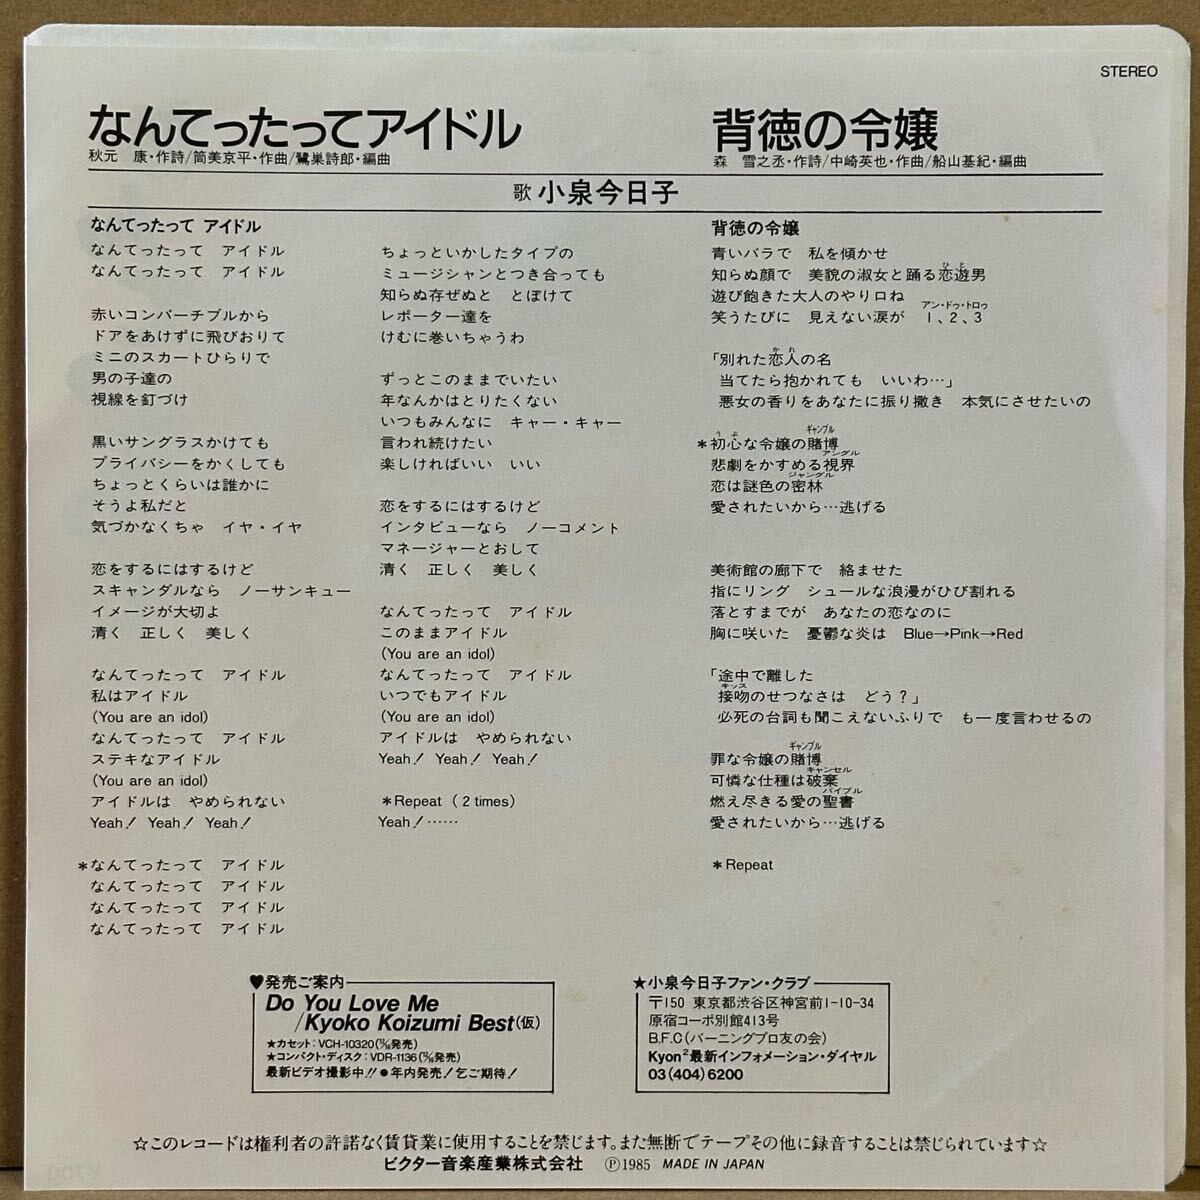 STEREO
なんてったってアイドル
秋元 康・作詩/筒美京平・作曲/鷺巣詩郎・編曲
背徳の令嬢
森 雪之丞・作詩/中崎英也・作曲/船山基紀・編曲
歌 小泉今日子
なんてったって アイドル
なんてったって アイドル
なんてったって アイドル
赤いコンバーチブルから
ドアをあけずに飛びおりて
ミニのスカートひらりで
男の子達の
視線を釘づけ
黒いサングラスかけても
プライバシーをかくしても
ちょっとくらいは誰かに
そうよ私だと
気づかなくちゃ イヤ・イヤ
恋をするにはするけど
スキャンダルなら ノーサンキュー
イメージが大切よ
清く 正しく 美しく
なんてったって アイドル
私はアイドル
(You are an idol)
なんてったって アイドル
ステキなアイドル
(You are an idol)
アイドルは やめられない
Yeah! Yeah! Yeah!
*なんてったって アイドル
なんてったって アイドル
なんてったって アイドル
なんてったって アイドル
ちょっといかしたタイプの
ミュージシャンとつき合っても
知らぬ存ぜぬと とぼけて
レポーター達を
けむに巻いちゃうわ
ずっとこのままでいたい
年なんかはとりたくない
いつもみんなに キャー・キャー
言われ続けたい
楽しければいい いい
恋をするにはするけど
インタビューなら ノーコメント
マネージャーとおして
清く 正しく 美しく
なんてったって アイドル
このままアイドル
(You are an idol)
なんてったって アイドル
いつでもアイドル
(You are an idol)
アイドルは やめられない
Yeah! Yeah! Yeah!
*Repeat (2 times)
Yeah!……
背徳の令嬢
青いバラで 私を傾かせ
ひと
知らぬ顔で 美貌の淑女と踊る恋遊男
遊び飽きた大人のやり口ね
アン・ドゥ・トロゥ
笑うたびに 見えない涙が 1、2、3
かれ
「別れた恋人の名
当てたら抱かれても いいわ…」
悪女の香りをあなたに振り撒き 本気にさせたいの
うぶ ギャンブル
*初心な令嬢の賭博
アングル
悲劇をかすめる視界
ジャングル
恋は謎色の密林
愛されたいから…逃げる
美術館の廊下で 絡ませた
指にリング シュールな浪漫がひび割れる
落とすまでが あなたの恋なのに
胸に咲いた 憂鬱な炎は Blue→Pink→Red
「途中で離した
キッス
接吻のせつなさは どう?」
必死の台詞も聞こえないふりで も一度言わせるの
ギャンブル
罪な令嬢の賭博
キャンセル
可憐な仕種は破棄
バイブル
燃え尽きる愛の聖書
愛されたいから…逃げる
*Repeat
♥発売ご案内
Do You Love Me
/Kyoko Koizumi Best(仮)
★カセット:VCH-10320(12/16発売)
★コンパクト・ディスク:VDR-1136(12/16発売)
最新ビデオ撮影中!!●年内発売!乞ご期待!
★小泉今日子ファン・クラブ
〒150 東京都渋谷区神宮前1-10-34
原宿コーポ別館413号
B.F.C(バーニングプロ友の会)
Kyon²最新インフォメーション・ダイヤル
03(404)6200
☆このレコードは権利者の許諾なく賃貸業に使用することを禁じます。また無断でテープその他に録音することは禁じられています☆
ビクター音楽産業株式会社 Ⓟ1985 MADE IN JAPAN